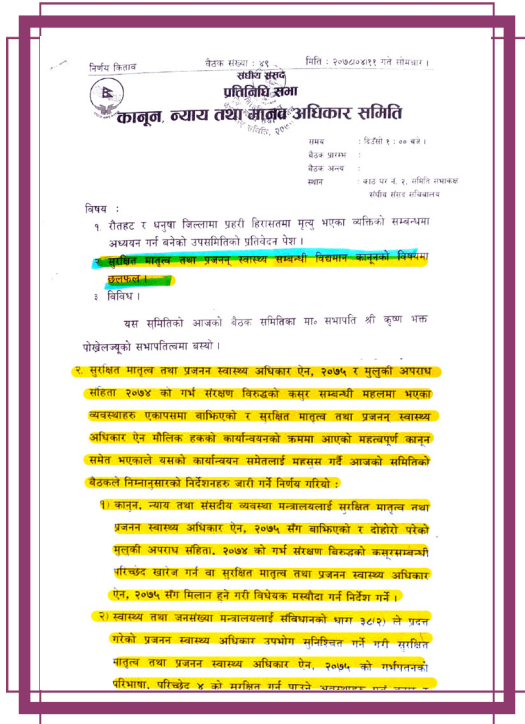 निर्णय किताब
बैठक संख्या : ४९
मिति : २०७८।०४।११ गते सोमबार ।
संघीय संसद
प्रतिनिधि सभा
कानून, न्याय तथा मानव अधिकार समिति
समय : दिउँसो १ : ०० बजे ।
बैठक प्रारम्भ :
बैठक अन्त्य :
स्थान : काठ घर नं. २, समिति सभाकक्ष
संघीय संसद सचिवालय
विषय :
१. रौतहट र धनुषा जिल्लामा प्रहरी हिरासतमा मृत्यु भएका व्यक्तिको सम्बन्धमा
अध्ययन गर्न बनेको उपसमितिको प्रतिवेदन पेश ।
२. सुरक्षित मातृत्व तथा प्रजनन् स्वास्थ्य सम्बन्धी विद्यमान कानूनको विषयमा
छलफल ।
३. विविध ।
यस समितिको आजको बैठक समितिका मा० सभापति श्री कृष्ण भक्त
पोखरेलज्यूको सभापतित्वमा बस्यो ।
२. सुरक्षित मातृत्व तथा प्रजनन स्वास्थ्य अधिकार ऐन, २०७५ र मुलुकी अपराध
संहिता २०७४ को गर्भ संरक्षण विरुद्धको कसुर सम्बन्धी महलमा भएका
व्यवस्थाहरु एकापसमा बाझिएको र सुरक्षित मातृत्व तथा प्रजनन् स्वास्थ्य
अधिकार ऐन मौलिक हकको कार्यान्वयनको क्रममा आएको महत्वपूर्ण कानून
समेत भएकाले यसको कार्यान्वयन समेतलाई महसुस गर्दै आजको समितिको
बैठकले निम्नानुसारको निर्देशनहरु जारी गर्ने निर्णय गरियो :
१) कानून, न्याय तथा संसदीय व्यवस्था मन्त्रालयलाई सुरक्षित मातृत्व तथा
प्रजनन स्वास्थ्य अधिकार ऐन, २०७५ सँग बाझिएको र दोहोरो परेको
मुलुकी अपराध संहिता, २०७४ को गर्भ संरक्षण विरुद्धको कसुरसम्बन्धी
परिच्छेद खारेज गर्न वा सुरक्षित मातृत्व तथा प्रजनन स्वास्थ्य अधिकार
ऐन, २०७५ सँग मिलान हुने गरी विधेयक मस्यौदा गर्न निर्देश गर्ने ।
२) स्वास्थ्य तथा जनसंख्या मन्त्रालयलाई संविधानको धारा ३८(२) ले प्रदत्त
गरेको प्रजनन स्वास्थ्य अधिकार उपभोग सुनिश्चित गर्ने गरी सुरक्षित
मातृत्व तथा प्रजनन स्वास्थ्य अधिकार ऐन, २०७५ को गर्भपतनको
परिभाषा, परिच्छेद ४ को सुरक्षित गर्भ